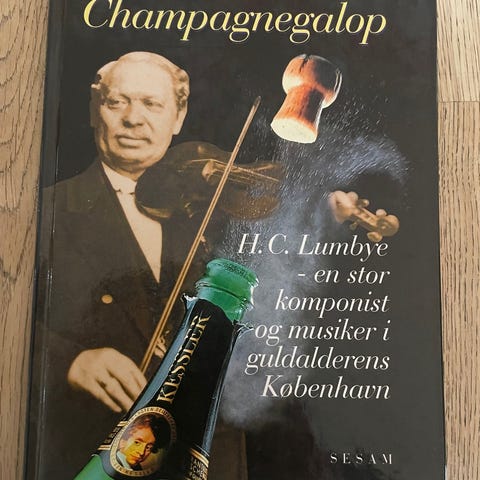 Champagnegalop
H.C. Lumbye
- en stor
komponist
og musiker i
guldalderens
København
KESSLER
SESAM